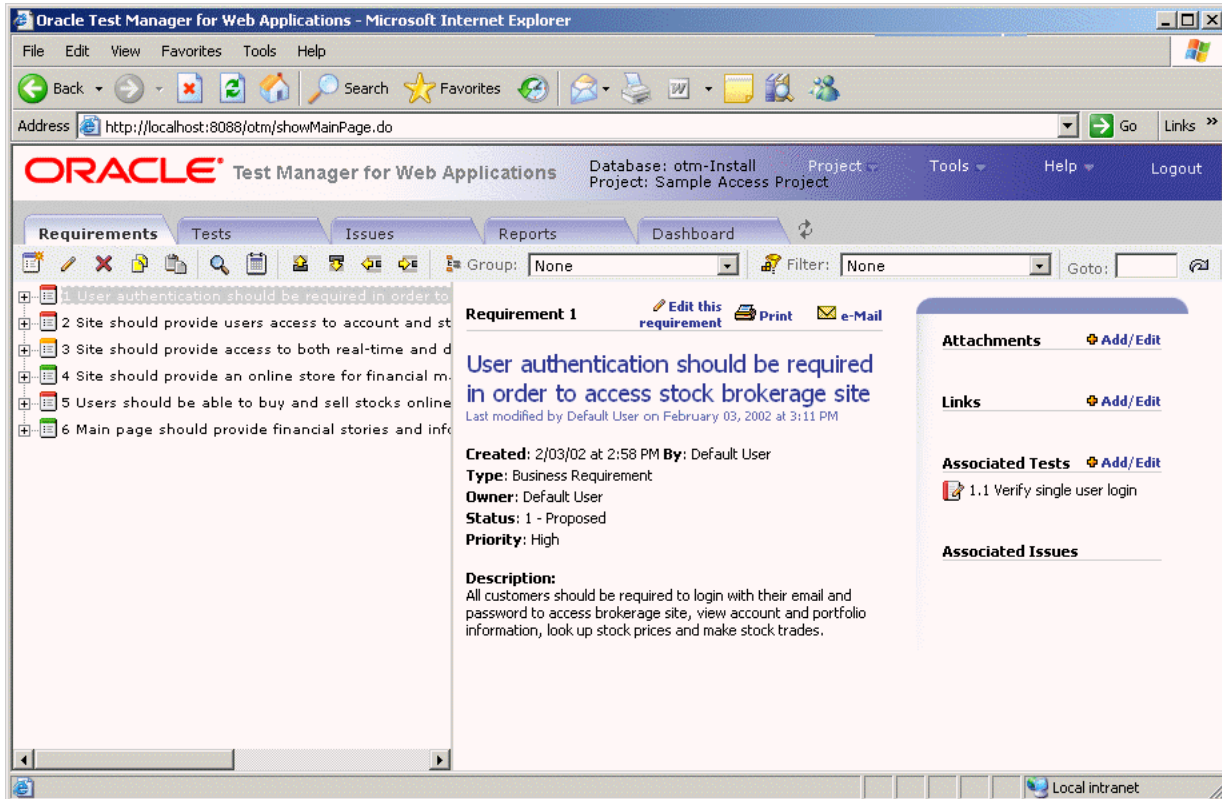 Oracle Test Manager for Web Applications - Microsoft Internet Explorer
File Edit View Favorites Tools Help
Back Search Favorites
Address http://localhost:8088/otm/showMainPage.do Go Links »
ORACLE Test Manager for Web Applications Database: otm-Install Project Tools Help Logout
Project: Sample Access Project
Requirements Tests Issues Reports Dashboard
Group: None Filter: None Goto:
1 User authentication should be required in order to
2 Site should provide users access to account and st
3 Site should provide access to both real-time and d
4 Site should provide an online store for financial m.
5 Users should be able to buy and sell stocks online
6 Main page should provide financial stories and info
Requirement 1 Edit this requirement Print e-Mail
User authentication should be required
in order to access stock brokerage site
Last modified by Default User on February 03, 2002 at 3:11 PM
Created: 2/03/02 at 2:58 PM By: Default User
Type: Business Requirement
Owner: Default User
Status: 1 - Proposed
Priority: High
Description:
All customers should be required to login with their email and
password to access brokerage site, view account and portfolio
information, look up stock prices and make stock trades.
Attachments Add/Edit
Links Add/Edit
Associated Tests Add/Edit
1.1 Verify single user login
Associated Issues
Local intranet